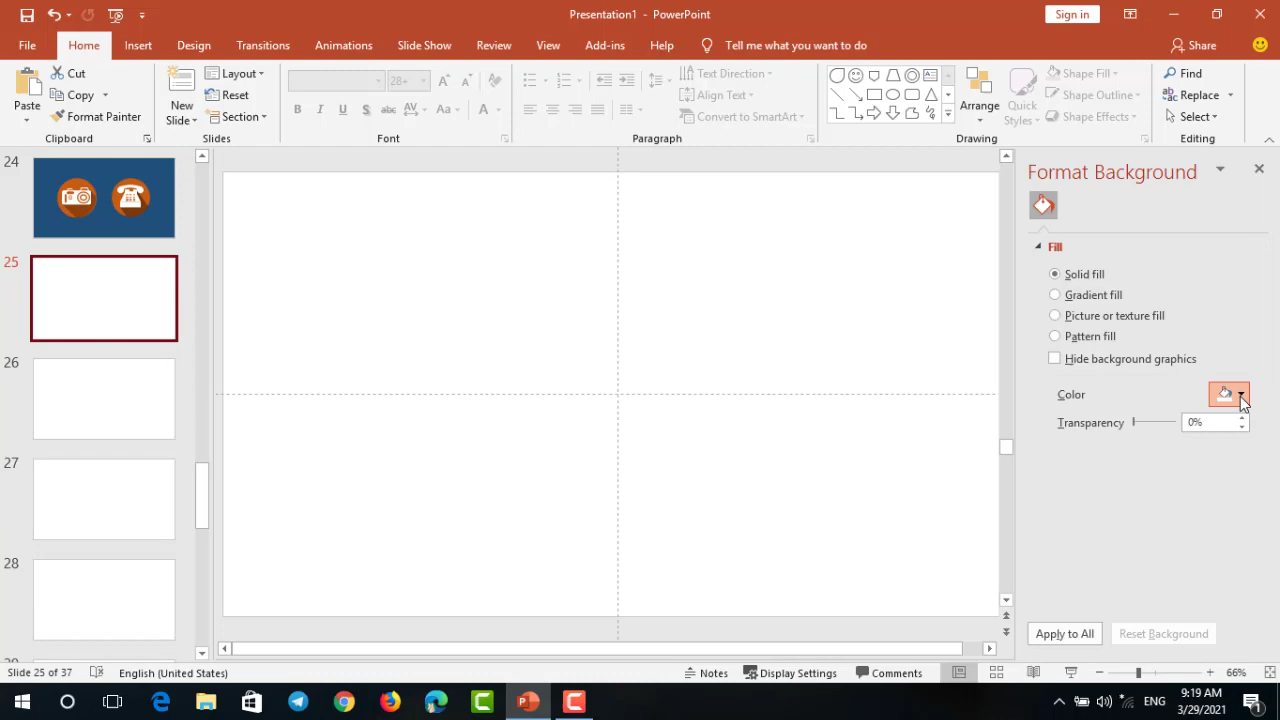 Presentation1 - PowerPoint
Sign in
File Home Insert Design Transitions Animations Slide Show Review View Add-ins Help Tell me what you want to do Share
Paste
Cut
Copy
Format Painter
Clipboard
New Slide
Layout
Reset
Section
Slides
28+
B I U S abc AV Aa A
Font
Text Direction
Align Text
Convert to SmartArt
Paragraph
Arrange
Quick Styles
Shape Fill
Shape Outline
Shape Effects
Drawing
Find
Replace
Select
Editing
24
25
26
27
28
Format Background
Fill
Solid fill
Gradient fill
Picture or texture fill
Pattern fill
Hide background graphics
Color
Transparency 0%
Apply to All Reset Background
Slide 25 of 37 English (United States) Notes Display Settings Comments 66%
ENG
9:19 AM
3/29/2021
1